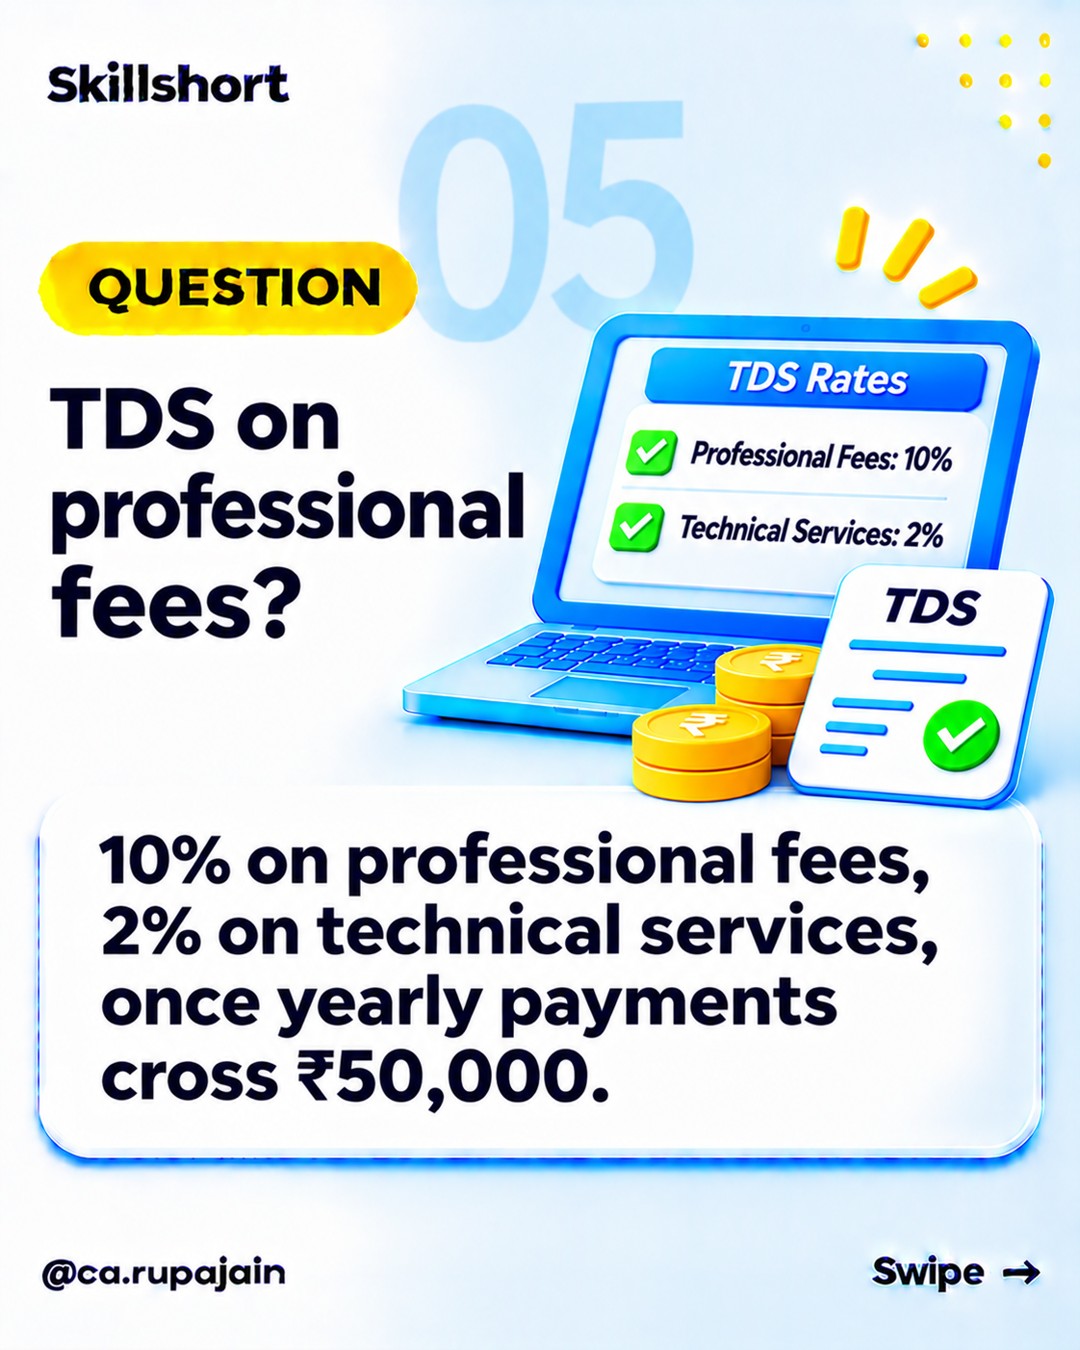 Skillshort
05
QUESTION
TDS on
professional
fees?
TDS Rates
Professional Fees: 10%
Technical Services: 2%
TDS
₹
₹
10% on professional fees,
2% on technical services,
once yearly payments
cross ₹50,000.
@ca.rupajain
Swipe →